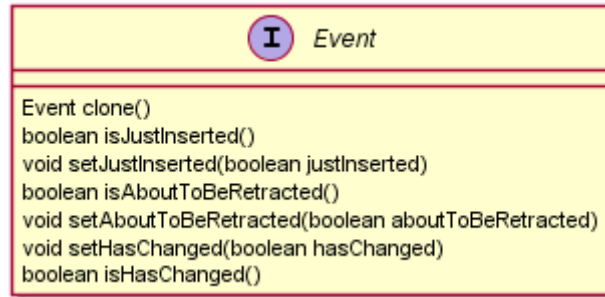 I Event
Event clone()
boolean isJustInserted()
void setJustInserted(boolean justInserted)
boolean isAboutToBeRetracted()
void setAboutToBeRetracted(boolean aboutToBeRetracted)
void setHasChanged(boolean hasChanged)
boolean isHasChanged()